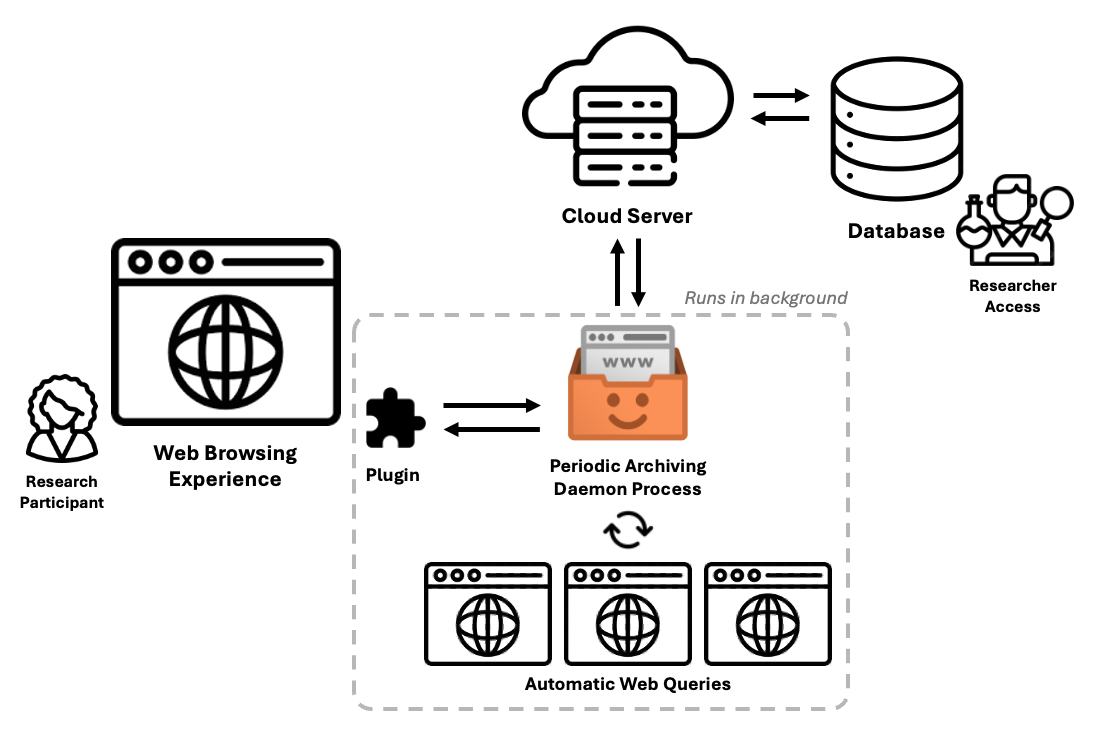 Cloud Server
Database
Researcher
Access
Runs in background
www
Web Browsing
Experience
Research
Participant
Plugin
Periodic Archiving
Daemon Process
Automatic Web Queries